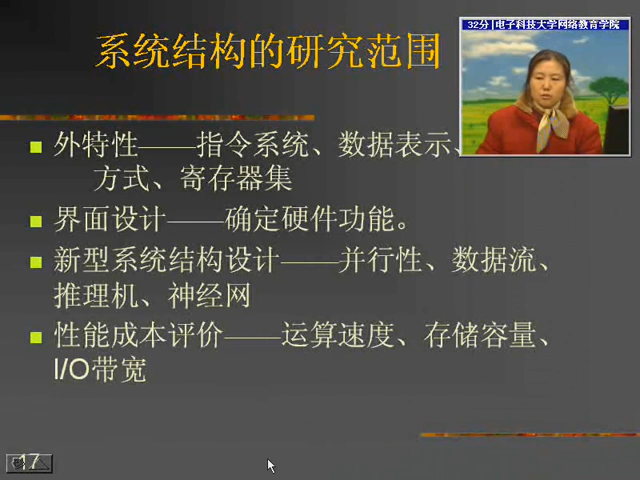 32分|电子科技大学网络教育学院
系统结构的研究范围
外特性——指令系统、数据表示、
方式、寄存器集
界面设计——确定硬件功能。
新型系统结构设计——并行性、数据流、
推理机、神经网
性能成本评价——运算速度、存储容量、
I/O带宽
17